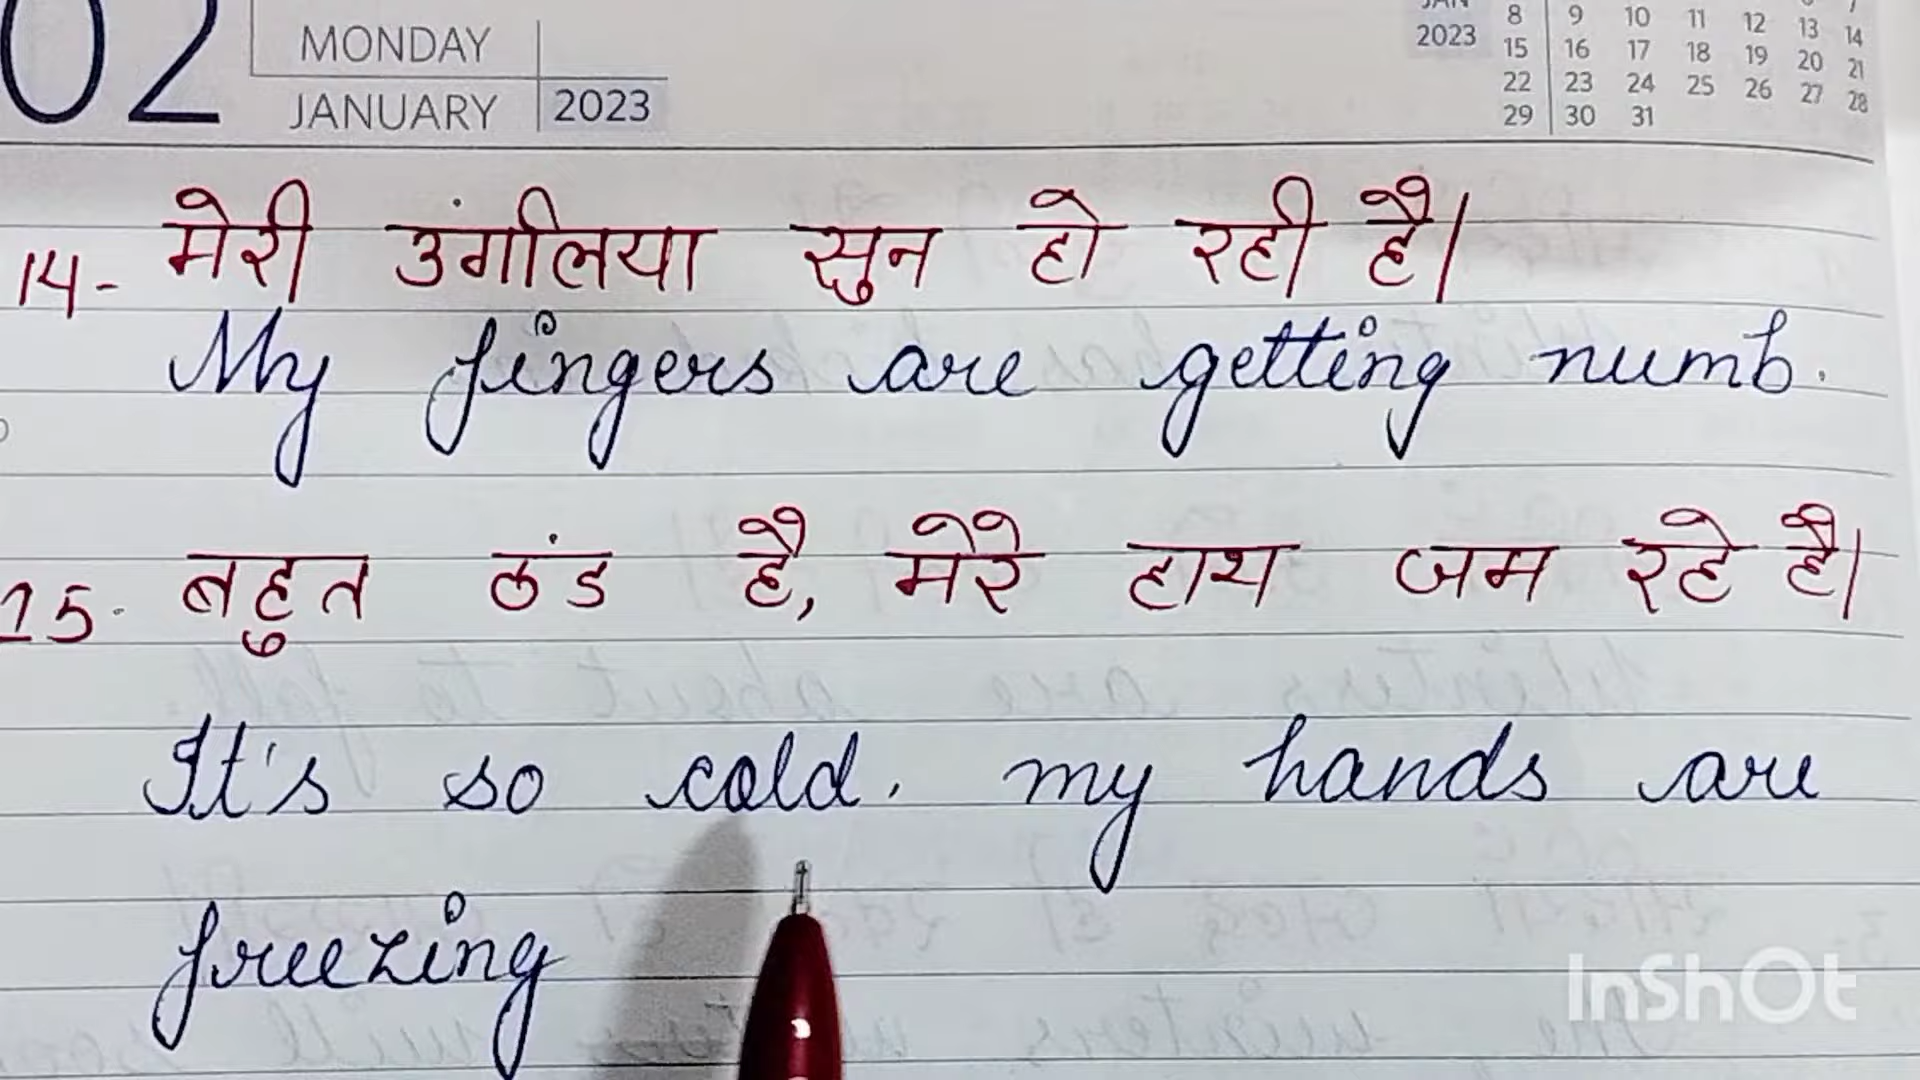 02
MONDAY
JANUARY 2023
JAN
2023
8 9 10 11 12 13 14
15 16 17 18 19 20 21
22 23 24 25 26 27 28
29 30 31
14- मेरी उंगलिया सुन हो रही है।
My fingers are getting numb.
15. बहुत ठंड है, मेरे हाथ जम रहे है।
It's so cold. my hands are
freezing
InShOt